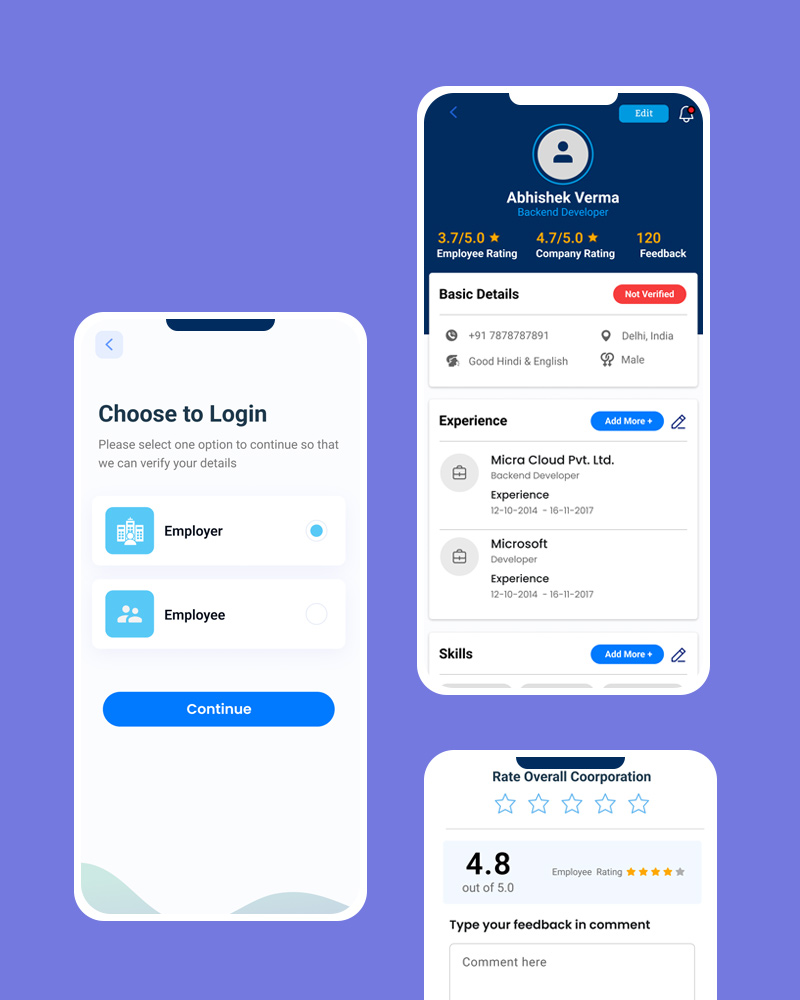 Choose to Login
Please select one option to continue so that
we can verify your details
Employer
Employee
Continue
Edit
Abhishek Verma
Backend Developer
3.7/5.0 4.7/5.0 120
Employee Rating Company Rating Feedback
Basic Details Not Verified
+91 7878787891 Delhi, India
Good Hindi & English Male
Experience Add More +
Micra Cloud Pvt. Ltd.
Backend Developer
Experience
12-10-2014 - 16-11-2017
Microsoft
Developer
Experience
12-10-2014 - 16-11-2017
Skills Add More +
Rate Overall Coorporation
4.8
out of 5.0
Employee Rating
Type your feedback in comment
Comment here